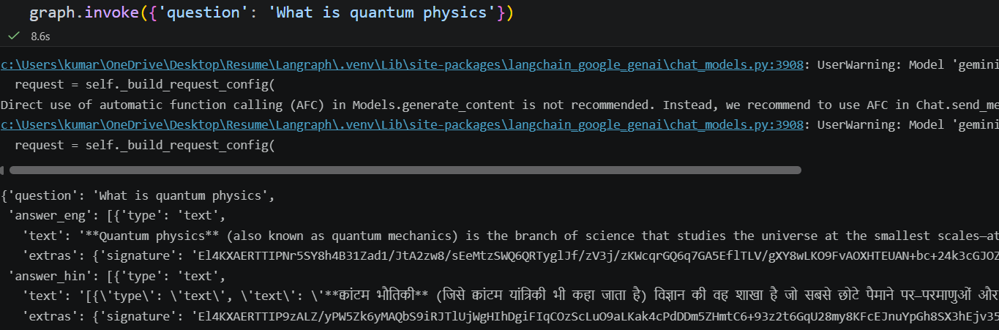 graph.invoke({'question': 'What is quantum physics'})
8.6s
c:\Users\kumar\OneDrive\Desktop\Resume\Langraph\.venv\Lib\site-packages\langchain_google_genai\chat_models.py:3908: UserWarning: Model 'gemini
request = self._build_request_config(
Direct use of automatic function calling (AFC) in Models.generate_content is not recommended. Instead, we recommend to use AFC in Chat.send_me
c:\Users\kumar\OneDrive\Desktop\Resume\Langraph\.venv\Lib\site-packages\langchain_google_genai\chat_models.py:3908: UserWarning: Model 'gemini
request = self._build_request_config(
{'question': 'What is quantum physics',
'answer_eng': [{'type': 'text',
'text': '**Quantum physics** (also known as quantum mechanics) is the branch of science that studies the universe at the smallest scales—at
'extras': {'signature': 'El4KXAERTTIPNr5SY8h4B31Zad1/JtA2zw8/sEeMtzSWQ6QRTyglJf/zV3j/zKWcqrGQ6q7GA5EflTLV/gXY8wLKO9FvAOXHTEUAN+bc+24k3cGJOZ
'answer_hin': [{'type': 'text',
'text': '[{\'type\': \'text\', \'text\': \'**क्वांटम भौतिकी** (जिसे क्वांटम यांत्रिकी भी कहा जाता है) विज्ञान की वह शाखा है जो सबसे छोटे पैमाने पर—परमाणुओं और
'extras': {'signature': 'El4KXAERTTIP9zALZ/yPW5Zk6yMAQbS9iRJTlUjWgHIhDgiFIqCOzScLuO9aLKak4cPdDDm5ZHmtC6+93z2t6GqU28my8KFcEJnuYpGh8SX3hEjv35